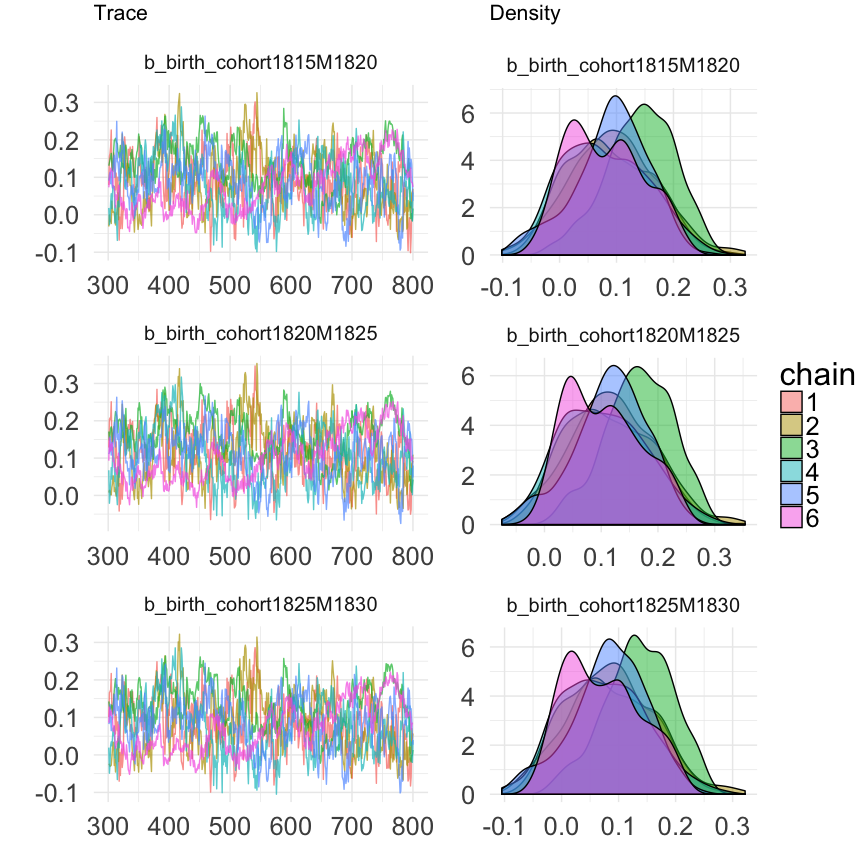 Trace
Density
b_birth_cohort1815M1820
0.3
0.2
0.1
0.0
-0.1
300 400 500 600 700 800
b_birth_cohort1815M1820
6
4
2
0
-0.1 0.0 0.1 0.2 0.3
b_birth_cohort1820M1825
0.3
0.2
0.1
0.0
300 400 500 600 700 800
b_birth_cohort1820M1825
6
4
2
0
0.0 0.1 0.2 0.3
b_birth_cohort1825M1830
0.3
0.2
0.1
0.0
-0.1
300 400 500 600 700 800
b_birth_cohort1825M1830
6
4
2
0
-0.1 0.0 0.1 0.2 0.3
chain
1
2
3
4
5
6